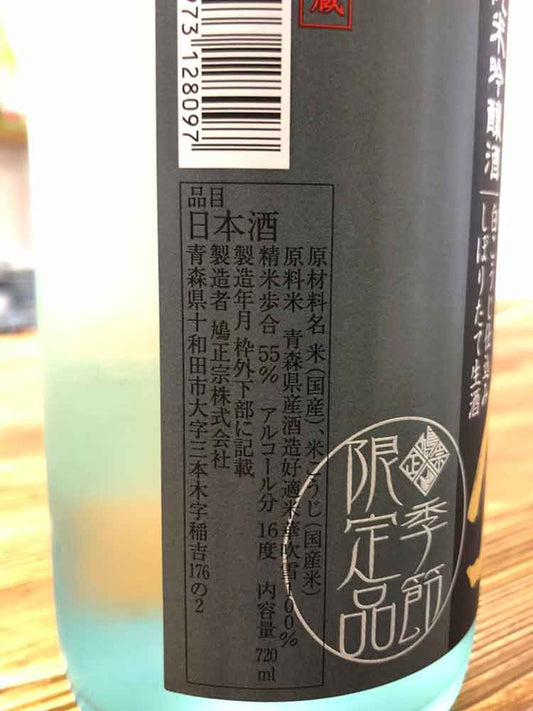 蔵
973 128097
米吟醸酒
しぼりたて生酒
品目
日本酒
原材料名 米(国産)、米こうじ(国産米)
原料米 青森県産酒造好適米華吹雪100%
精米歩合 55% アルコール分 16度 内容量 720ml
製造年月 枠外下部に記載
製造者 鳩正宗株式会社
青森県十和田市大字三本木字稲吉176の2
季節
限定品